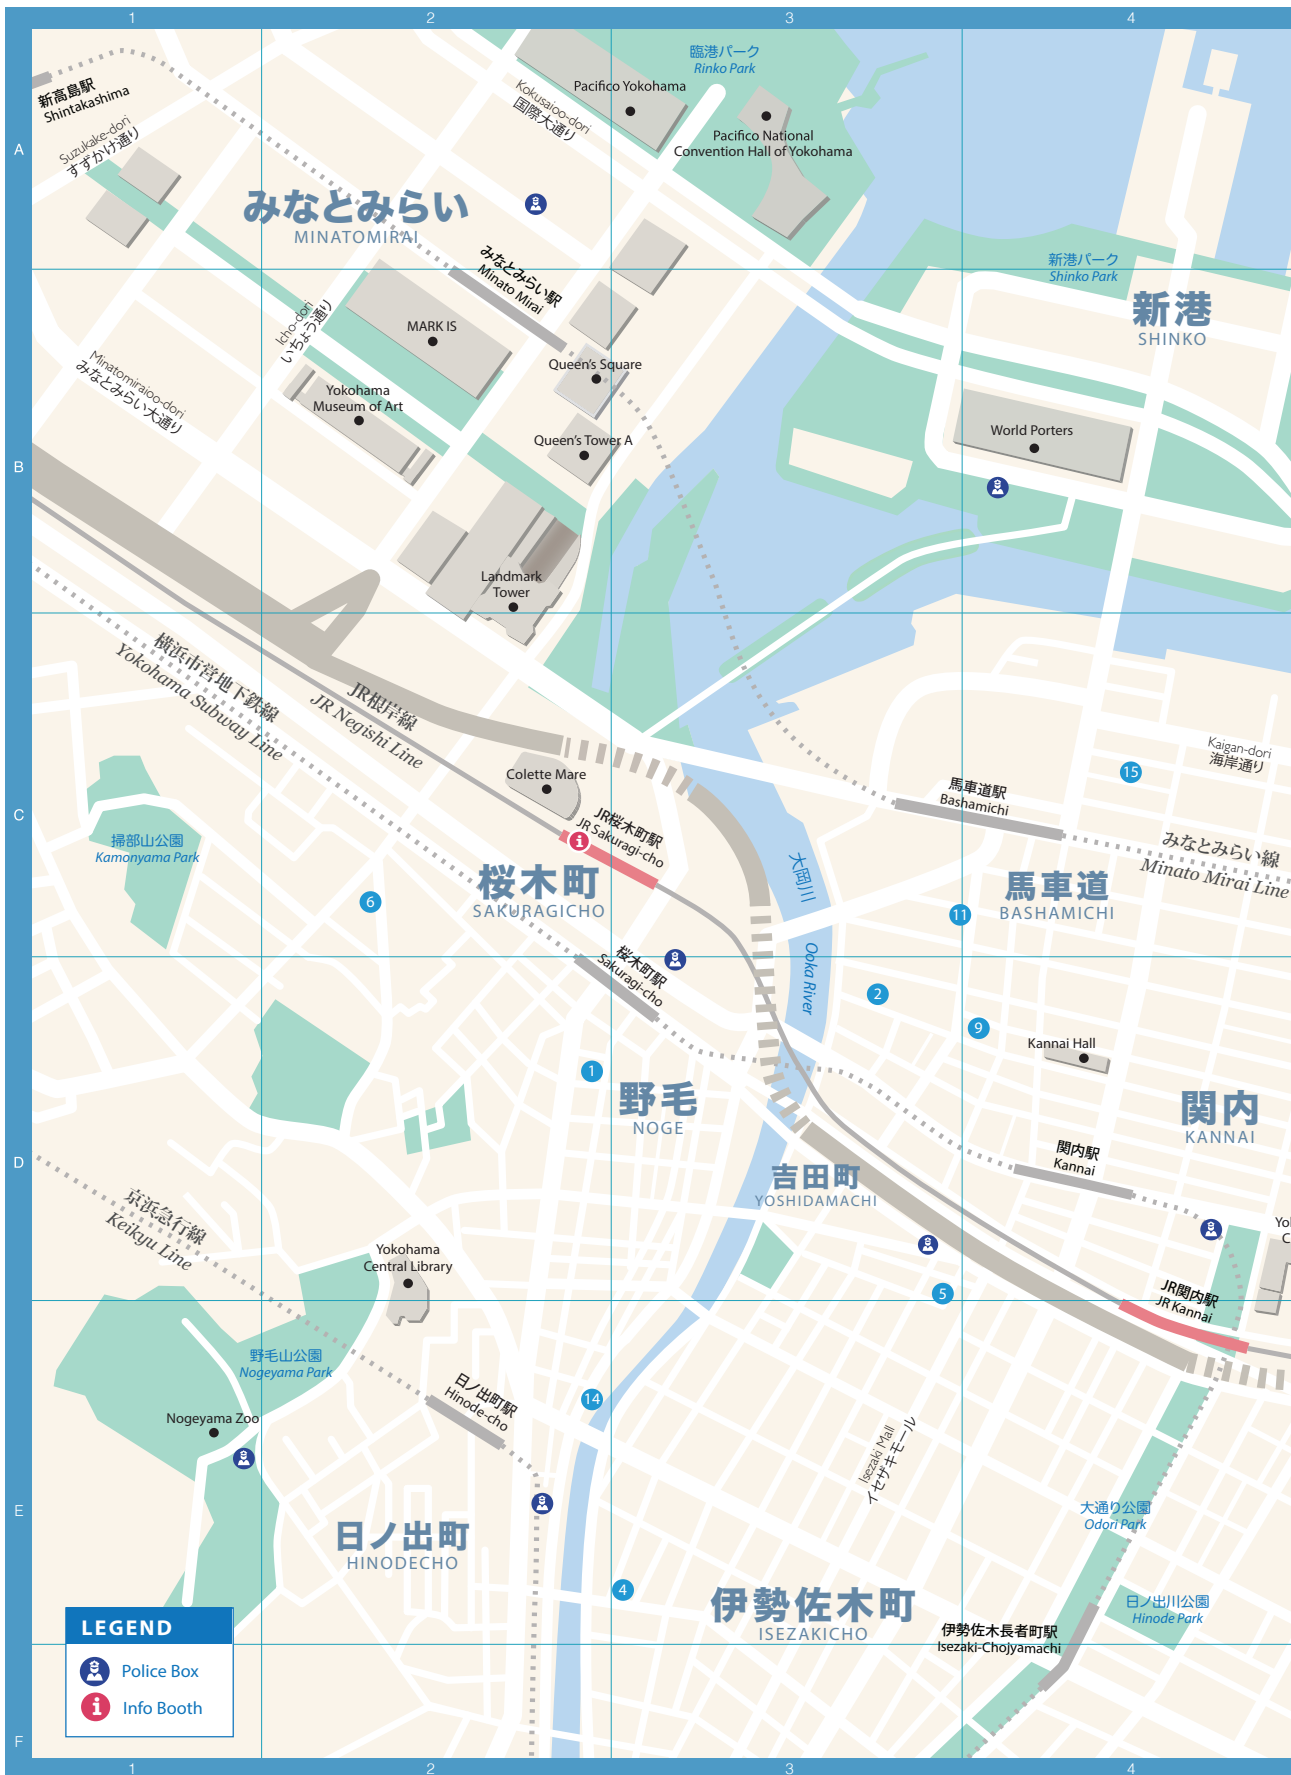 1
2
3
4
A
臨港パーク
Rinko Park
Pacifico Yokohama
Kokusaioo-dori
国際大通り
新高島駅
Shintakashima
Suzukake-dori
すずかけ通り
Pacifico National
Convention Hall of Yokohama
みなとみらい
MINATOMIRAI
みなとみらい駅
Minato Mirai
新港パーク
Shinko Park
新港
SHINKO
Icho-dori
いちょう通り
MARK IS
Queen's Square
Minatomiraioo-dori
みなとみらい大通り
Yokohama
Museum of Art
Queen's Tower A
World Porters
B
Landmark
Tower
横浜市営地下鉄線
Yokohama Subway Line
JR根岸線
JR Negishi Line
Colette Mare
Kaigan-dori
海岸通り
15
馬車道駅
Bashamichi
C
掃部山公園
Kamonyama Park
JR桜木町駅
JR Sakuragi-cho
みなとみらい線
Minato Mirai Line
大岡川
Ooka River
桜木町
SAKURAGICHO
馬車道
BASHAMICHI
6
11
桜木町駅
Sakuragi-cho
2
9
Kannai Hall
1
野毛
NOGE
関内
KANNAI
D
関内駅
Kannai
吉田町
YOSHIDAMACHI
京浜急行線
Keikyu Line
Yokohama
Central Library
5
JR関内駅
JR Kannai
野毛山公園
Nogeyama Park
日ノ出町駅
Hinode-cho
14
Nogeyama Zoo
Isezaki Mall
イセザキモール
E
大通り公園
Odori Park
日ノ出町
HINODECHO
4
伊勢佐木町
ISEZAKICHO
日ノ出川公園
Hinode Park
伊勢佐木長者町駅
Isezaki-Chojyamachi
LEGEND
Police Box
Info Booth
F
1
2
3
4